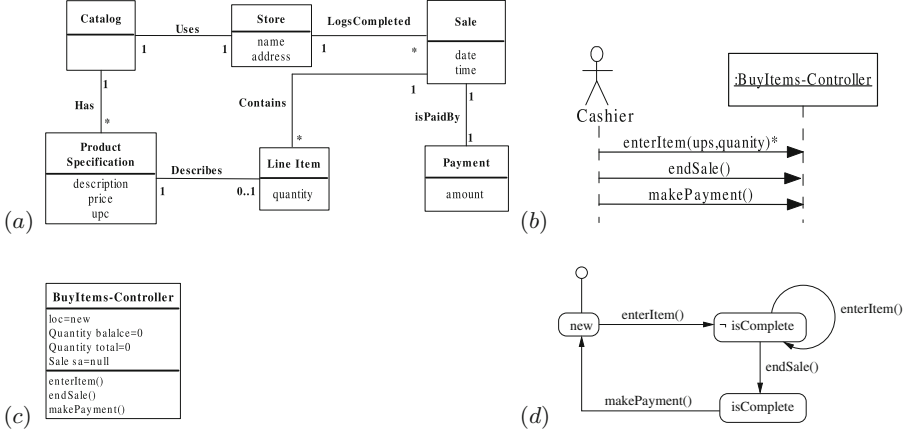 Catalog
Uses
1
1
Store
name
address
LogsCompleted
1
*
Sale
date
time
1
Has
*
Contains
1
*
1
isPaidBy
1
Product
Specification
description
price
upc
Describes
1
0..1
Line Item
quantity
Payment
amount
(a)
Cashier
:BuyItems-Controller
enterItem(ups,quanity)*
endSale()
makePayment()
(b)
BuyItems-Controller
loc=new
Quantity balalce=0
Quantity total=0
Sale sa=null
enterItem()
endSale()
makePayment()
(c)
new
enterItem()
¬ isComplete
enterItem()
endSale()
makePayment()
isComplete
(d)